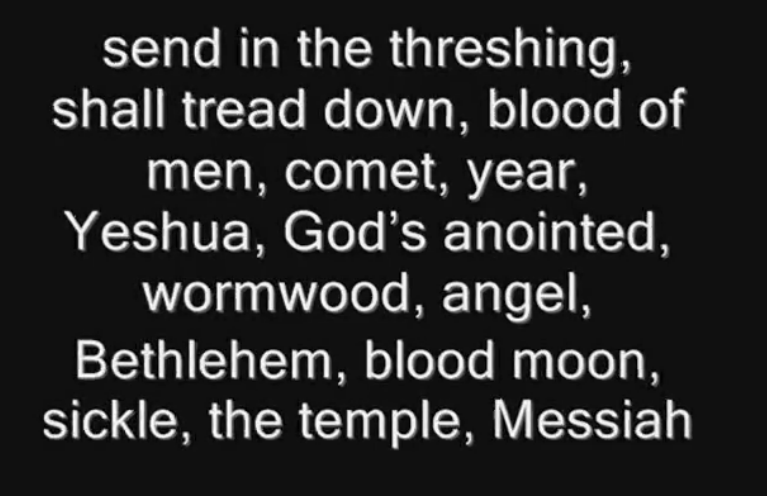 send in the threshing,
shall tread down, blood of
men, comet, year,
Yeshua, God’s anointed,
wormwood, angel,
Bethlehem, blood moon,
sickle, the temple, Messiah